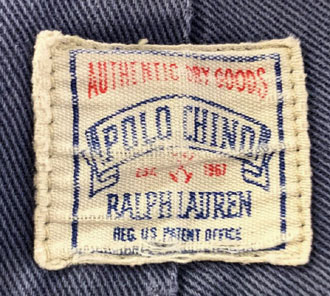 AUTHENTIC DRY GOODS
POLO CHINO
EST. 1967
RALPH LAUREN
REG. U.S. PATENT OFFICE